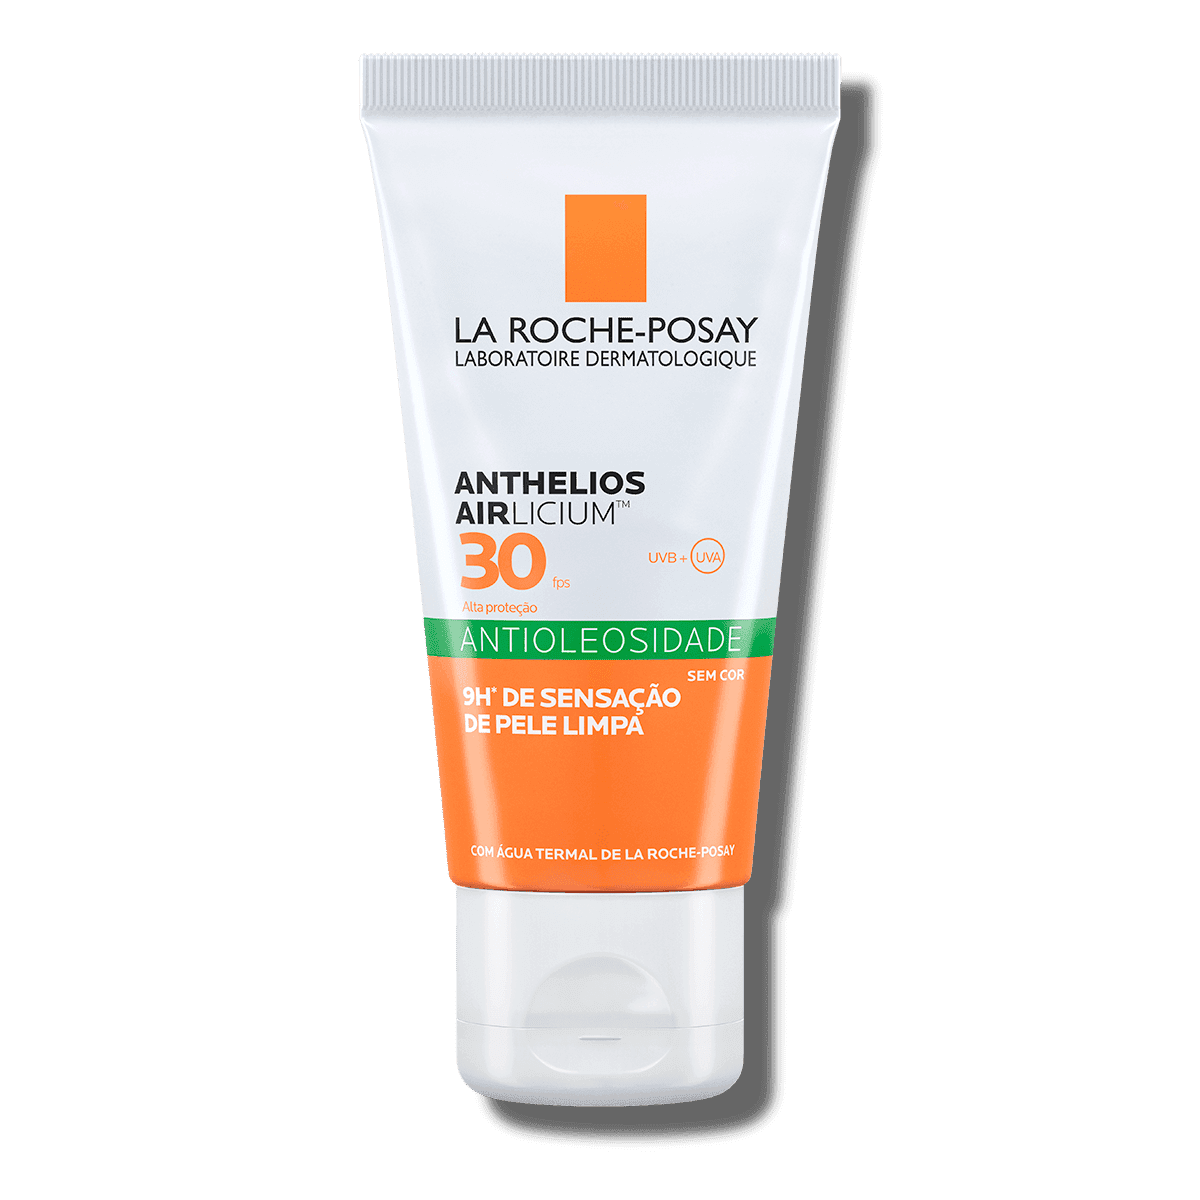 LA ROCHE-POSAY
LABORATOIRE DERMATOLOGIQUE
ANTHELIOS
AIRLICIUM™
30 fps
UVB + UVA
Alta proteção
ANTIOLEOSIDADE
SEM COR
9H* DE SENSAÇÃO
DE PELE LIMPA
COM ÁGUA TERMAL DE LA ROCHE-POSAY